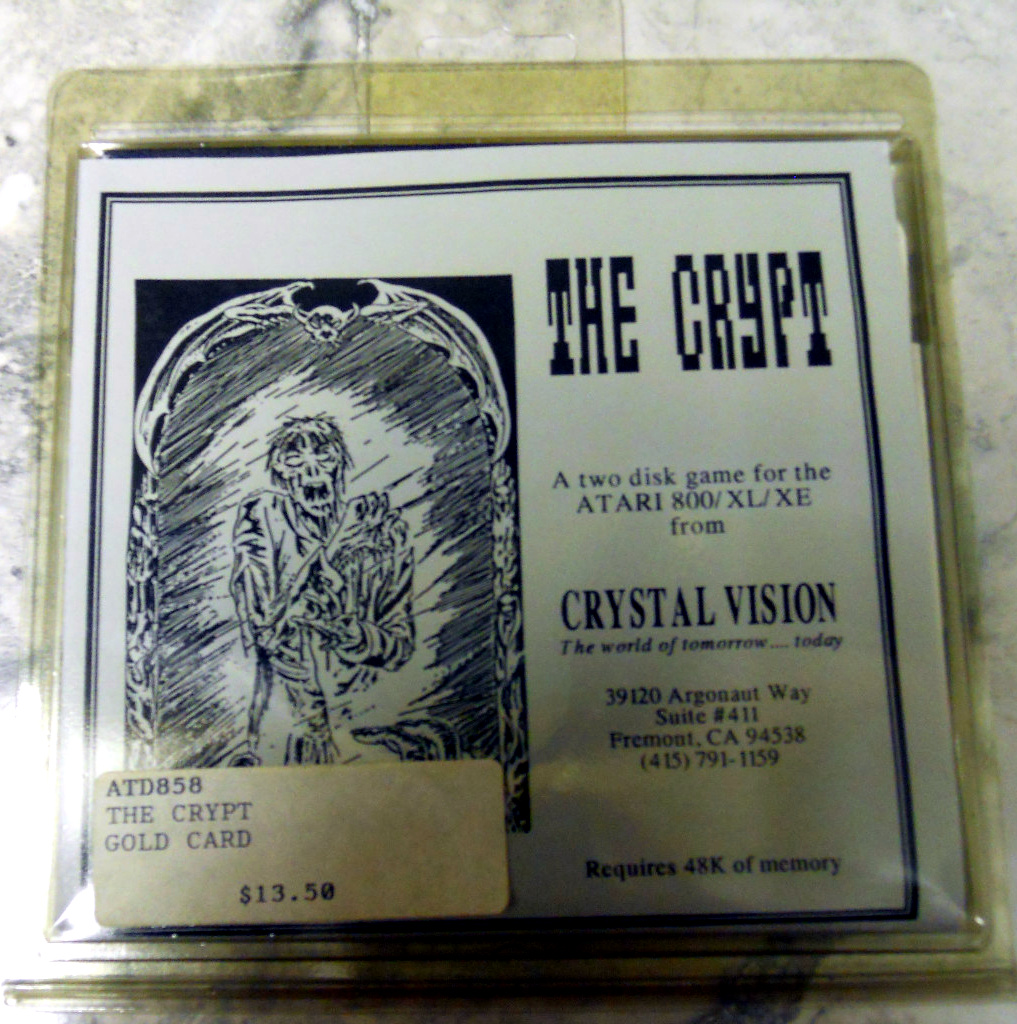 THE CRYPT
A two disk game for the
ATARI 800/XL/XE
from
CRYSTAL VISION
The world of tomorrow.... today
39120 Argonaut Way
Suite #411
Fremont, CA 94538
(415) 791-1159
Requires 48K of memory
ATD858
THE CRYPT
GOLD CARD
$13.50